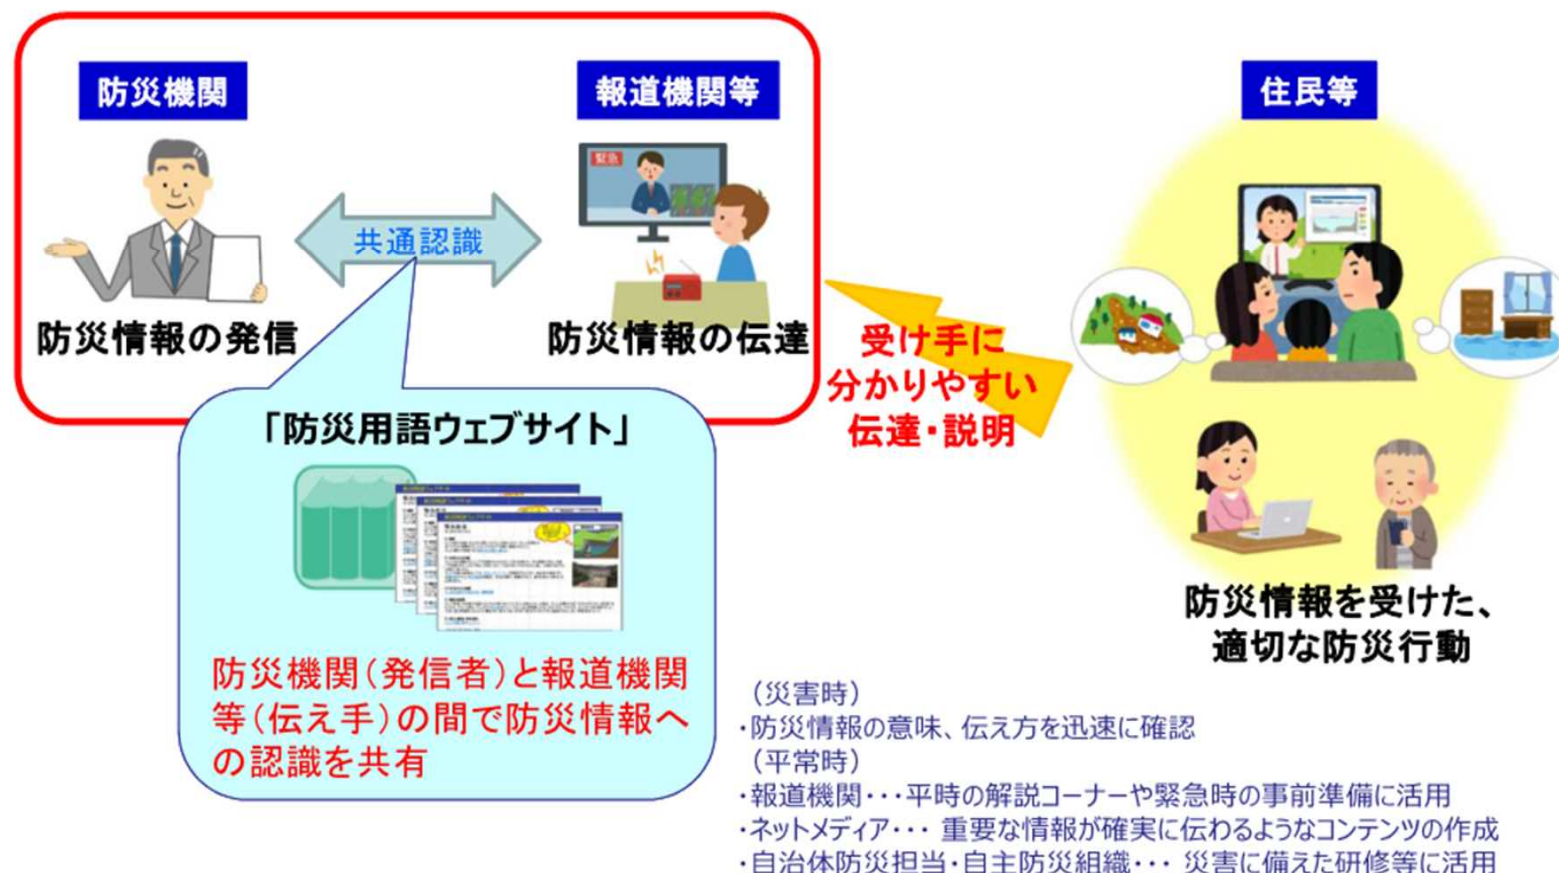 防災機関
報道機関等
住民等
緊急
共通認識
防災情報の発信
防災情報の伝達
受け手に
分かりやすい
伝達・説明
「防災用語ウェブサイト」
防災機関(発信者)と報道機関
等(伝え手)の間で防災情報へ
の認識を共有
防災情報を受けた、
適切な防災行動
(災害時)
・防災情報の意味、伝え方を迅速に確認
(平常時)
・報道機関・・・平時の解説コーナーや緊急時の事前準備に活用
・ネットメディア・・・ 重要な情報が確実に伝わるようなコンテンツの作成
・自治体防災担当・自主防災組織・・・ 災害に備えた研修等に活用